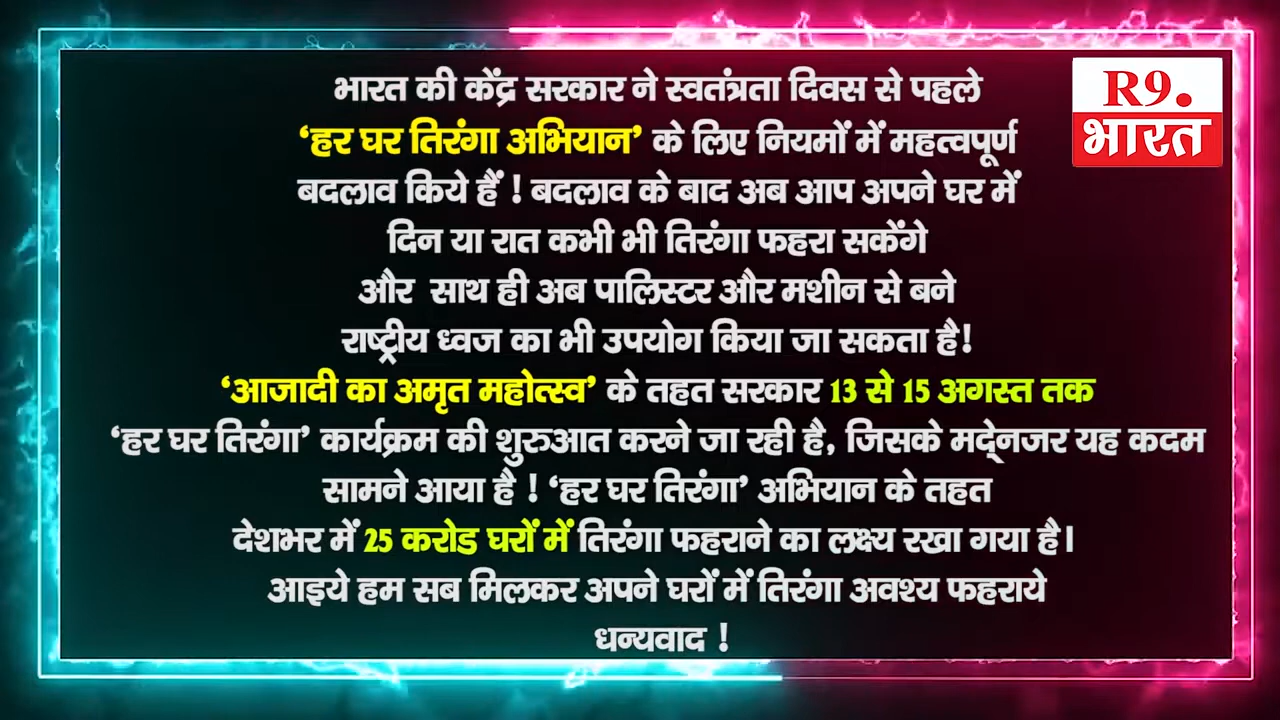 भारत की केंद्र सरकार ने स्वतंत्रता दिवस से पहले
R9.
भारत
‘हर घर तिरंगा अभियान’ के लिए नियमों में महत्वपूर्ण
बदलाव किये हैं ! बदलाव के बाद अब आप अपने घर में
दिन या रात कभी भी तिरंगा फहरा सकेंगे
और साथ ही अब पालिस्टर और मशीन से बने
राष्ट्रीय ध्वज का भी उपयोग किया जा सकता है!
‘आजादी का अमृत महोत्स्व’ के तहत सरकार 13 से 15 अगस्त तक
‘हर घर तिरंगा’ कार्यक्रम की शुरुआत करने जा रही है, जिसके मद्देनजर यह कदम
सामने आया है ! ‘हर घर तिरंगा’ अभियान के तहत
देशभर में 25 करोड घरों में तिरंगा फहराने का लक्ष्य रखा गया है।
आइये हम सब मिलकर अपने घरों में तिरंगा अवश्य फहराये
धन्यवाद !